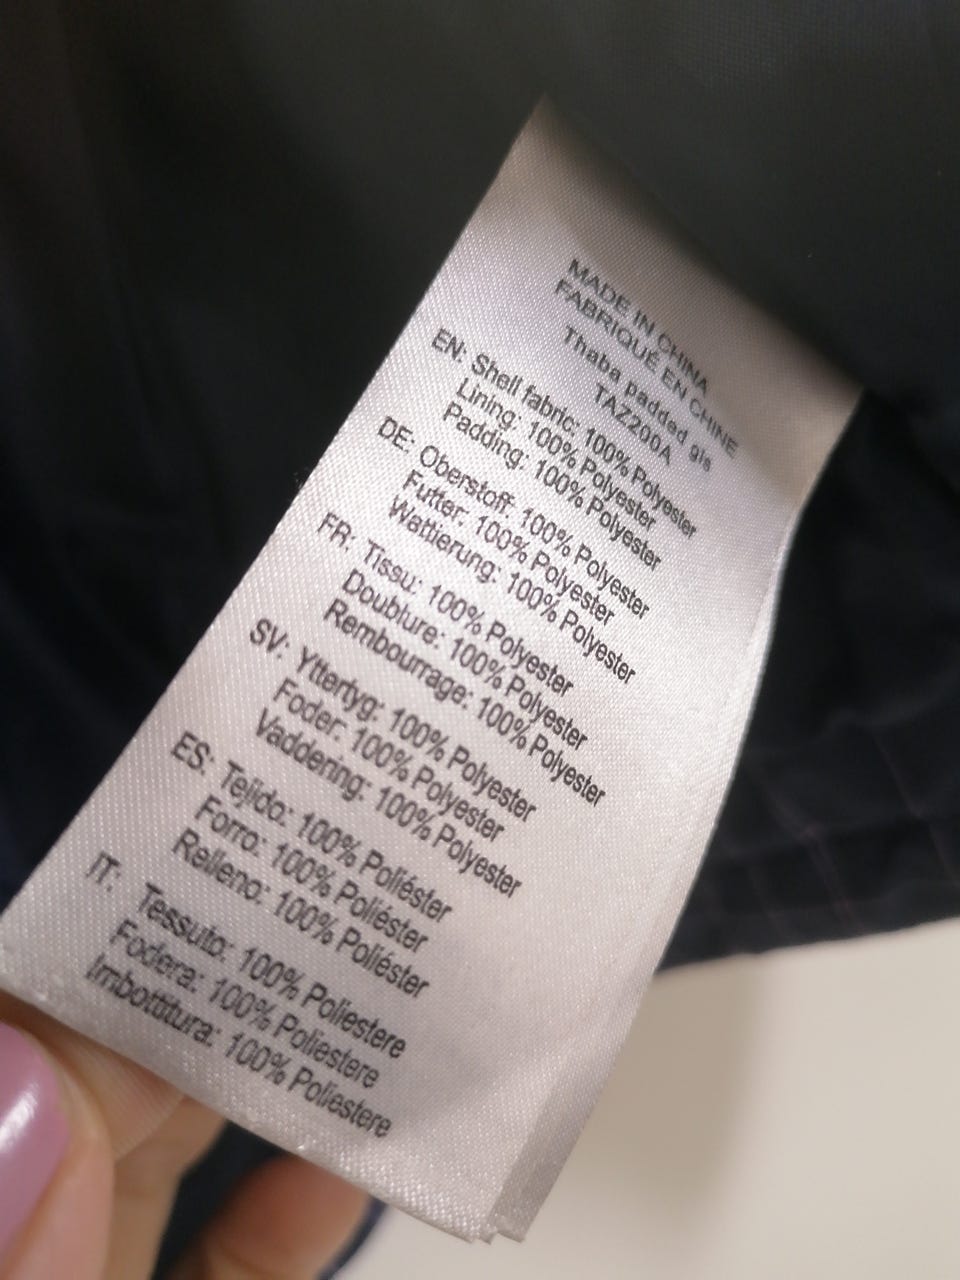 MADE IN CHINA
FABRIQUÉ EN CHINE
Thaba padded gis
TAZ200A
EN: Shell fabric: 100% Polyester
Lining: 100% Polyester
Padding: 100% Polyester
DE: Oberstoff: 100% Polyester
Futter: 100% Polyester
Wattierung: 100% Polyester
FR: Tissu: 100% Polyester
Doublure: 100% Polyester
Rembourrage: 100% Polyester
SV: Yttertyg: 100% Polyester
Foder: 100% Polyester
Vaddering: 100% Polyester
ES: Tejido: 100% Poliéster
Forro: 100% Poliéster
Relleno: 100% Poliéster
IT: Tessuto: 100% Poliestere
Fodera: 100% Poliestere
Imbotttitura: 100% Poliestere